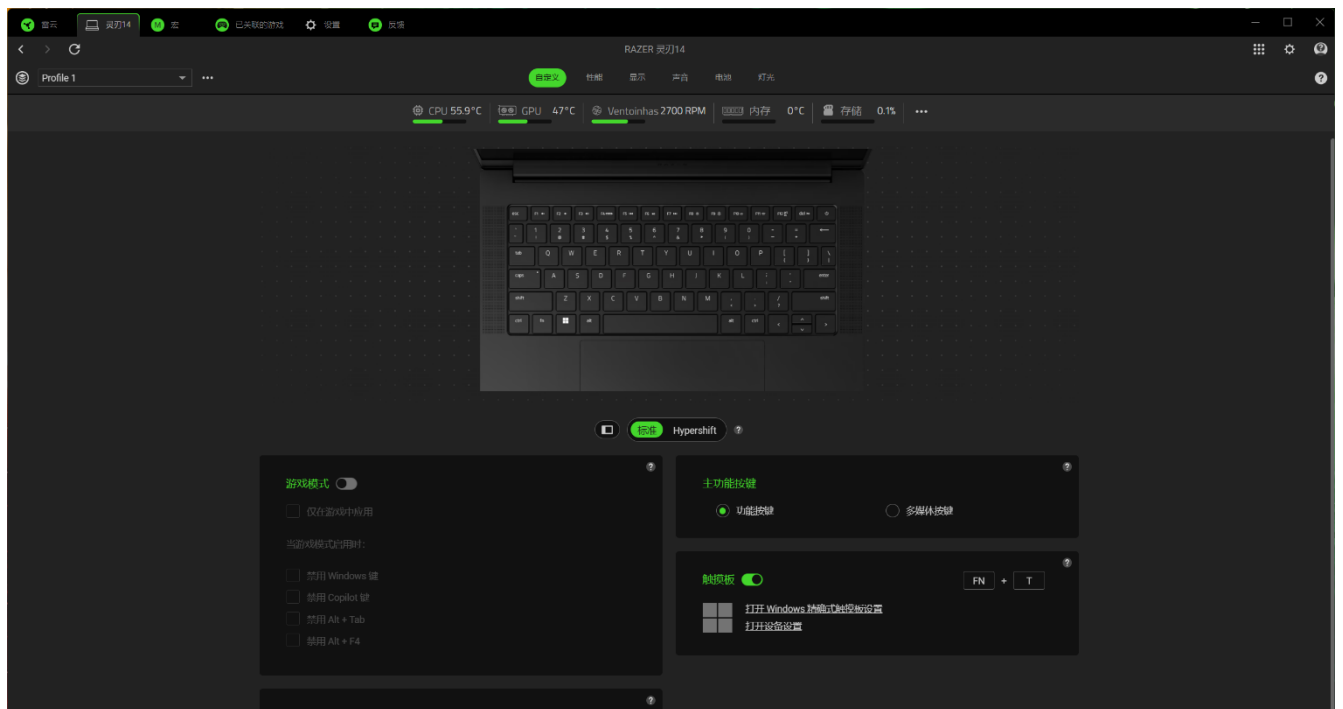 雷云 灵刃14 宏 已关联的游戏 设置 反馈
RAZER 灵刃14
Profile 1 自定义 性能 显示 声音 电池 灯光
CPU 55.9°C GPU 47°C Ventoinhas 2700 RPM 内存 0°C 存储 0.1%
Q W E R T Y U I O P
A S D F G H J K L
Z X C V B N M
标准 Hypershift
游戏模式
仅在游戏中应用
当游戏模式启用时:
禁用 Windows 键
禁用 Copilot 键
禁用 Alt + Tab
禁用 Alt + F4
主功能按键
功能按键 多媒体按键
触摸板 FN + T
打开 Windows 精确式触摸板设置
打开设备设置